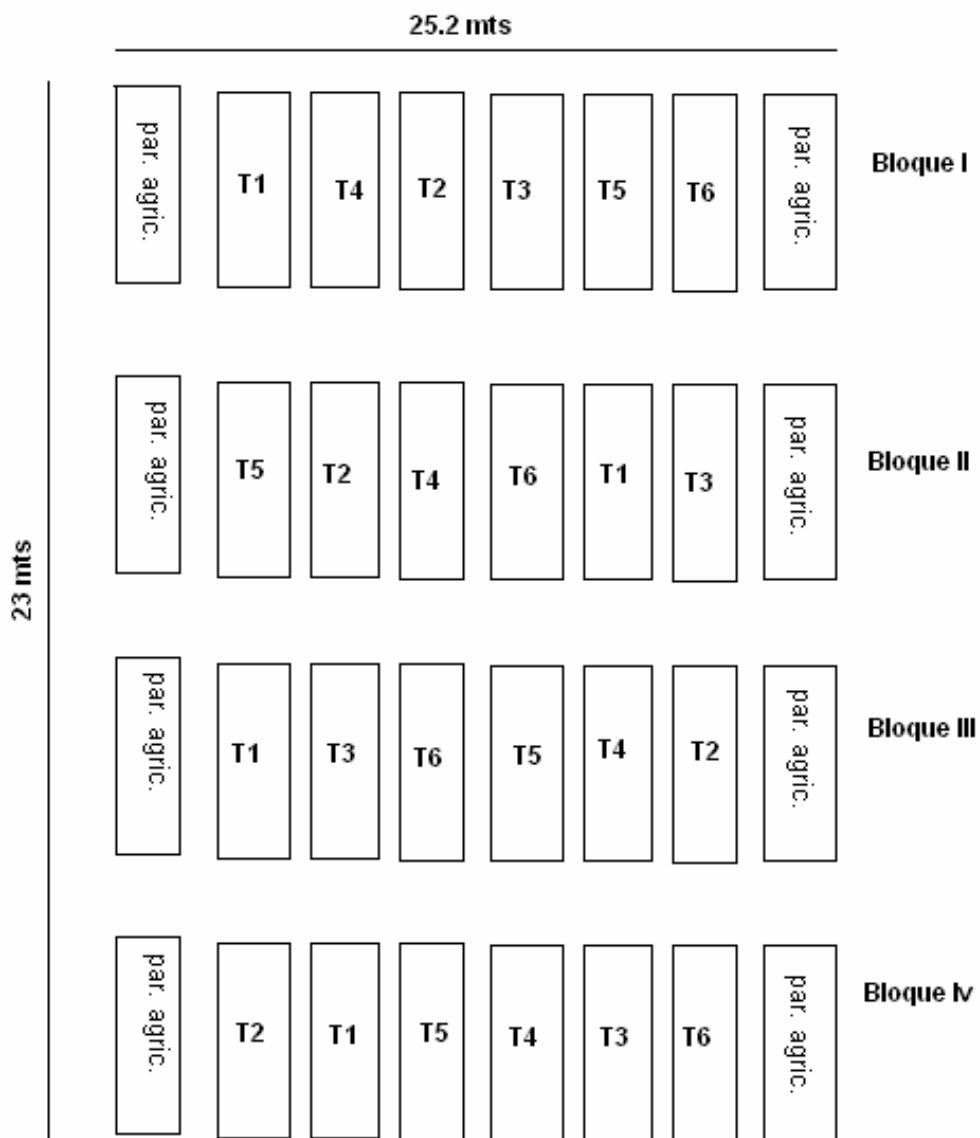 25.2 mts
23 mts
par. agric. T1 T4 T2 T3 T5 T6 par. agric. Bloque I
par. agric. T5 T2 T4 T6 T1 T3 par. agric. Bloque II
par. agric. T1 T3 T6 T5 T4 T2 par. agric. Bloque III
par. agric. T2 T1 T5 T4 T3 T6 par. agric. Bloque Iv